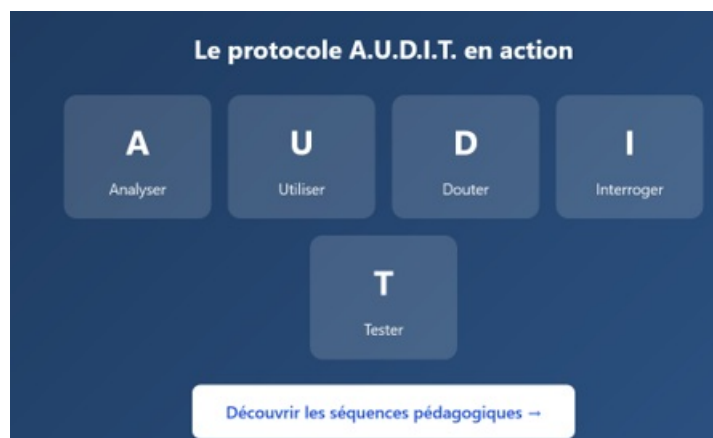 Le protocole A.U.D.I.T. en action
A U D I
Analyser Utiliser Douter Interroger
T
Tester
Découvrir les séquences pédagogiques →